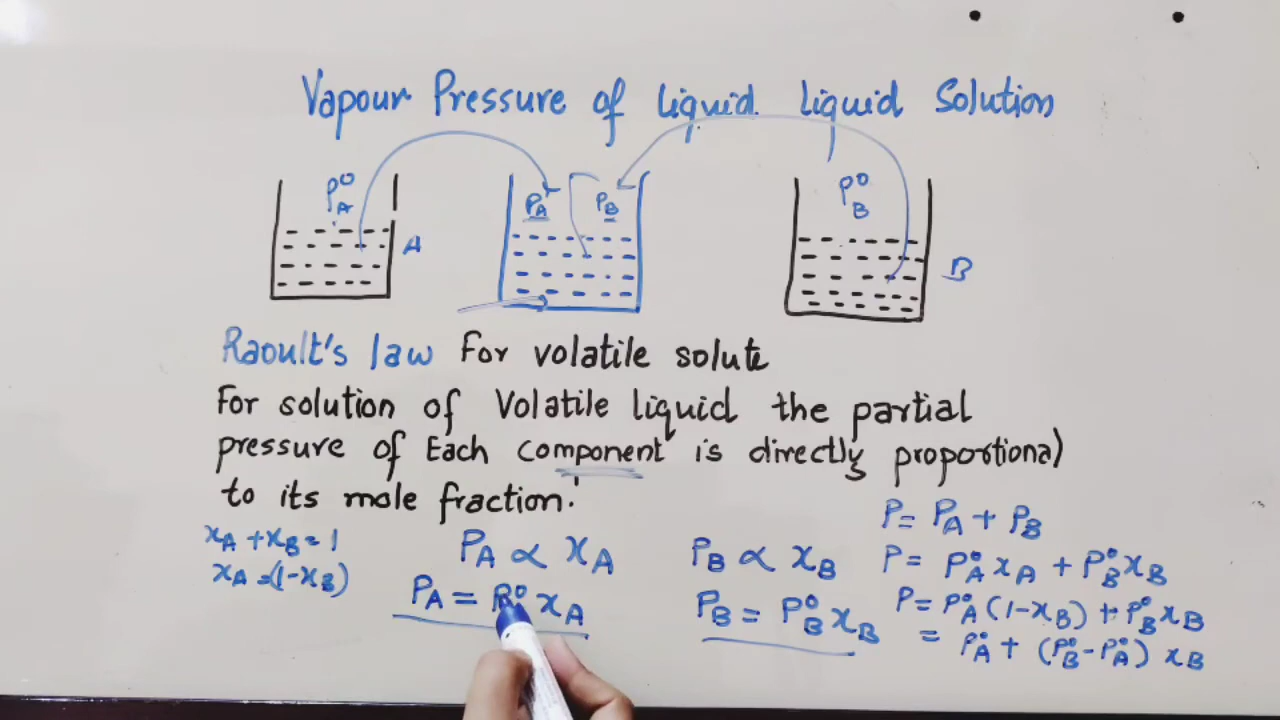 Vapour Pressure of liquid liquid Solution
P°A
PA
PB
P°B
A
B
Raoult's law for volatile solute
For solution of Volatile liquid the partial
pressure of Each component is directly proportional
to its mole fraction.
xA + xB = 1
xA = (1-xB)
PA ∝ xA
PA = P°A xA
PB ∝ xB
PB = P°B xB
P = PA + PB
P = P°A xA + P°B xB
P = P°A (1-xB) + P°B xB
= P°A + (P°B - P°A) xB